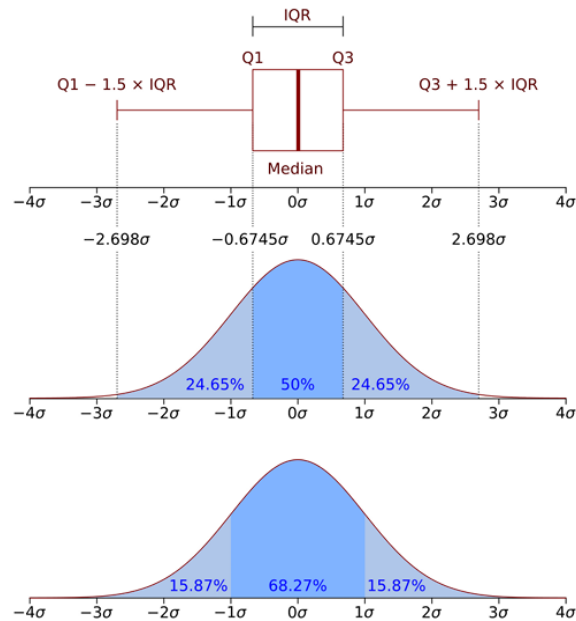 IQR
Q1 Q3
Q1 − 1.5 × IQR Q3 + 1.5 × IQR
Median
−4σ −3σ −2σ −1σ 0σ 1σ 2σ 3σ 4σ
−2.698σ −0.6745σ 0.6745σ 2.698σ
24.65% 50% 24.65%
−4σ −3σ −2σ −1σ 0σ 1σ 2σ 3σ 4σ
15.87% 68.27% 15.87%
−4σ −3σ −2σ −1σ 0σ 1σ 2σ 3σ 4σ